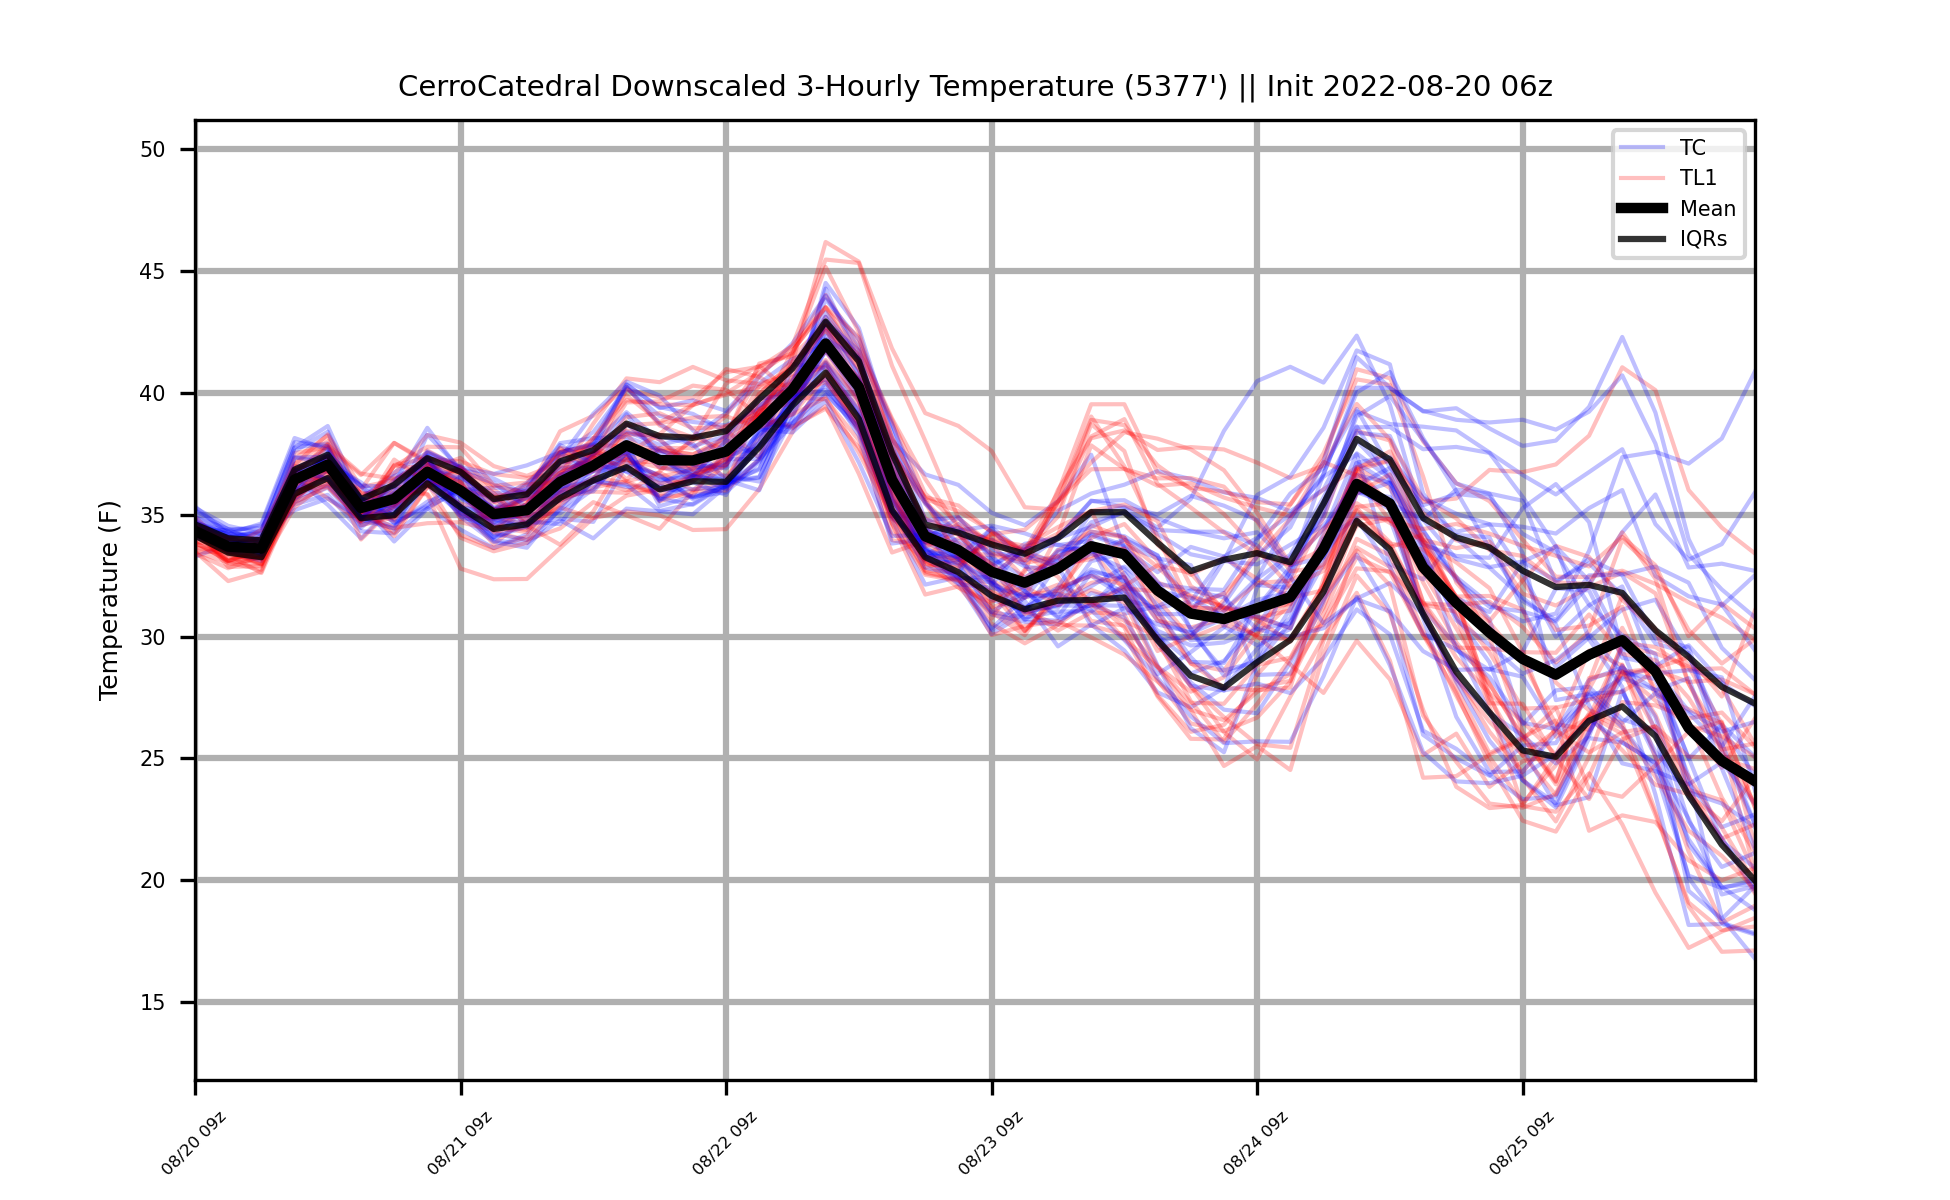 CerroCatedral Downscaled 3-Hourly Temperature (5377') || Init 2022-08-20 06z
TC
TL1
Mean
IQRs
Temperature (F)
50
45
40
35
30
25
20
15
08/20 09z
08/21 09z
08/22 09z
08/23 09z
08/24 09z
08/25 09z